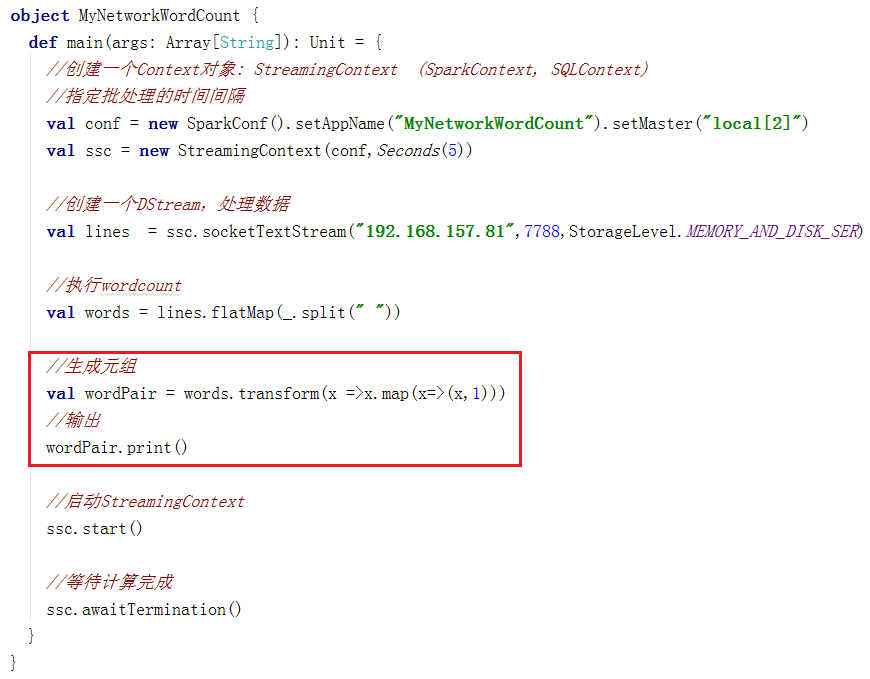 object MyNetworkWordCount {
def main(args: Array[String]): Unit = {
//创建一个Context对象: StreamingContext (SparkContext, SQLContext)
//指定批处理的时间间隔
val conf = new SparkConf().setAppName("MyNetworkWordCount").setMaster("local[2]")
val ssc = new StreamingContext(conf,Seconds(5))
//创建一个DStream，处理数据
val lines  = ssc.socketTextStream("192.168.157.81",7788,StorageLevel.MEMORY_AND_DISK_SER)
//执行wordcount
val words = lines.flatMap(_.split(" "))
//生成元组
val wordPair = words.transform(x =>x.map(x=>(x,1)))
//输出
wordPair.print()
//启动StreamingContext
ssc.start()
//等待计算完成
ssc.awaitTermination()
}
}